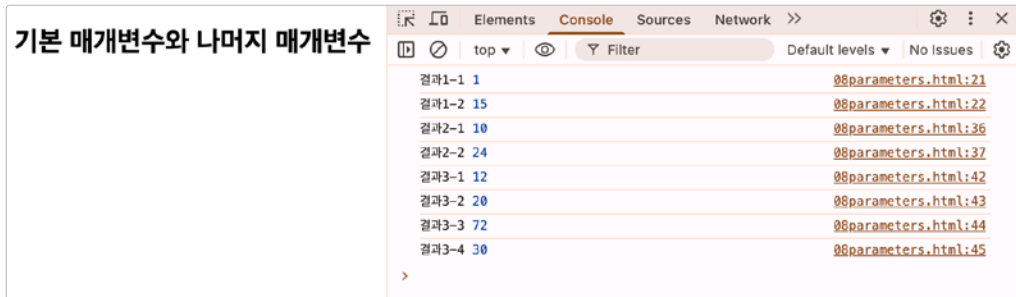 기본 매개변수와 나머지 매개변수
Elements Console Sources Network
top Filter Default levels No Issues
결과1-1 1 08parameters.html:21
결과1-2 15 08parameters.html:22
결과2-1 10 08parameters.html:36
결과2-2 24 08parameters.html:37
결과3-1 12 08parameters.html:42
결과3-2 20 08parameters.html:43
결과3-3 72 08parameters.html:44
결과3-4 30 08parameters.html:45